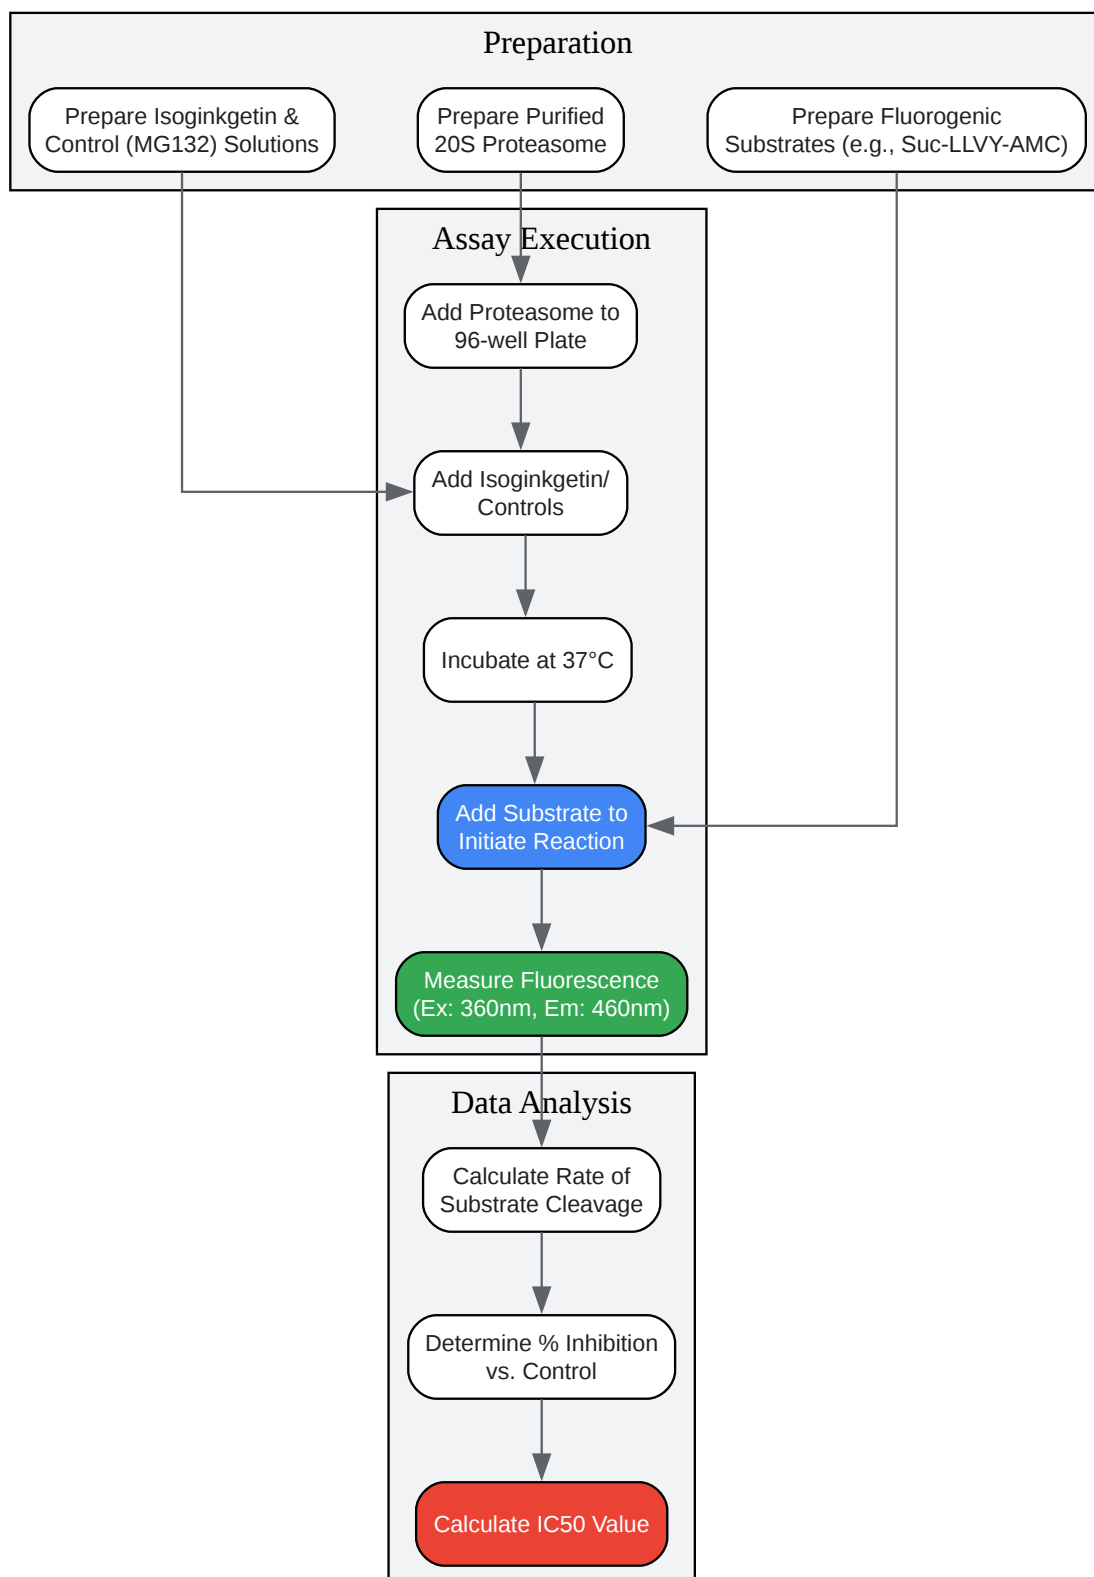 Preparation
Prepare Isoginkgetin &
Control (MG132) Solutions
Prepare Purified
20S Proteasome
Prepare Fluorogenic
Substrates (e.g., Suc-LLVY-AMC)
Assay Execution
Add Proteasome to
96-well Plate
Add Isoginkgetin/
Controls
Incubate at 37°C
Add Substrate to
Initiate Reaction
Measure Fluorescence
(Ex: 360nm, Em: 460nm)
Data Analysis
Calculate Rate of
Substrate Cleavage
Determine % Inhibition
vs. Control
Calculate IC50 Value